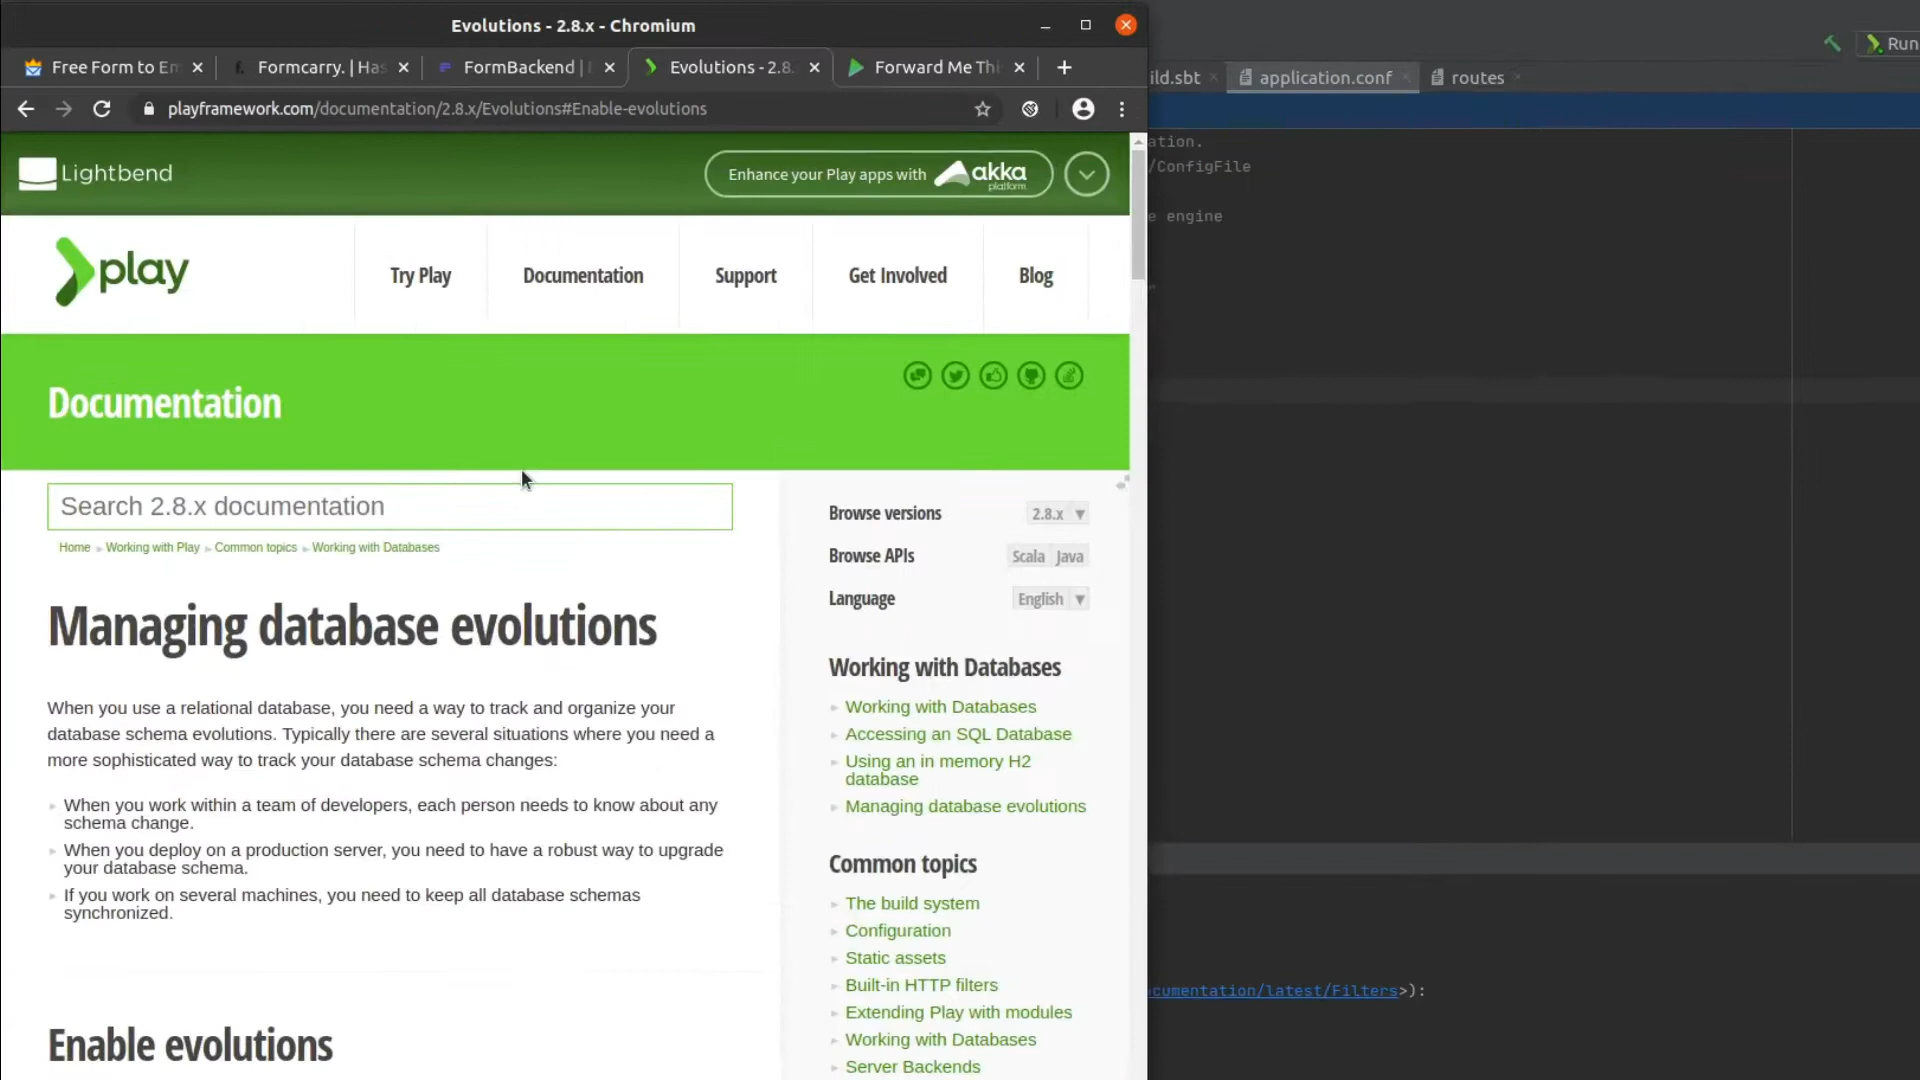 Evolutions - 2.8.x - Chromium
Free Form to Em
Formcarry. | Has
FormBackend |
Evolutions - 2.8.
Forward Me Thi
playframework.com/documentation/2.8.x/Evolutions#Enable-evolutions
Lightbend
Enhance your Play apps with akka platform
play
Try Play
Documentation
Support
Get Involved
Blog
Documentation
Search 2.8.x documentation
Home Working with Play Common topics Working with Databases
Managing database evolutions
When you use a relational database, you need a way to track and organize your
database schema evolutions. Typically there are several situations where you need a
more sophisticated way to track your database schema changes:
When you work within a team of developers, each person needs to know about any
schema change.
When you deploy on a production server, you need to have a robust way to upgrade
your database schema.
If you work on several machines, you need to keep all database schemas
synchronized.
Enable evolutions
Browse versions 2.8.x
Browse APIs Scala Java
Language English
Working with Databases
Working with Databases
Accessing an SQL Database
Using an in memory H2
database
Managing database evolutions
Common topics
The build system
Configuration
Static assets
Built-in HTTP filters
Extending Play with modules
Working with Databases
Server Backends
Run
ild.sbt
application.conf
routes
ation.
/ConfigFile
e engine
"
cumentation/latest/Filters>):